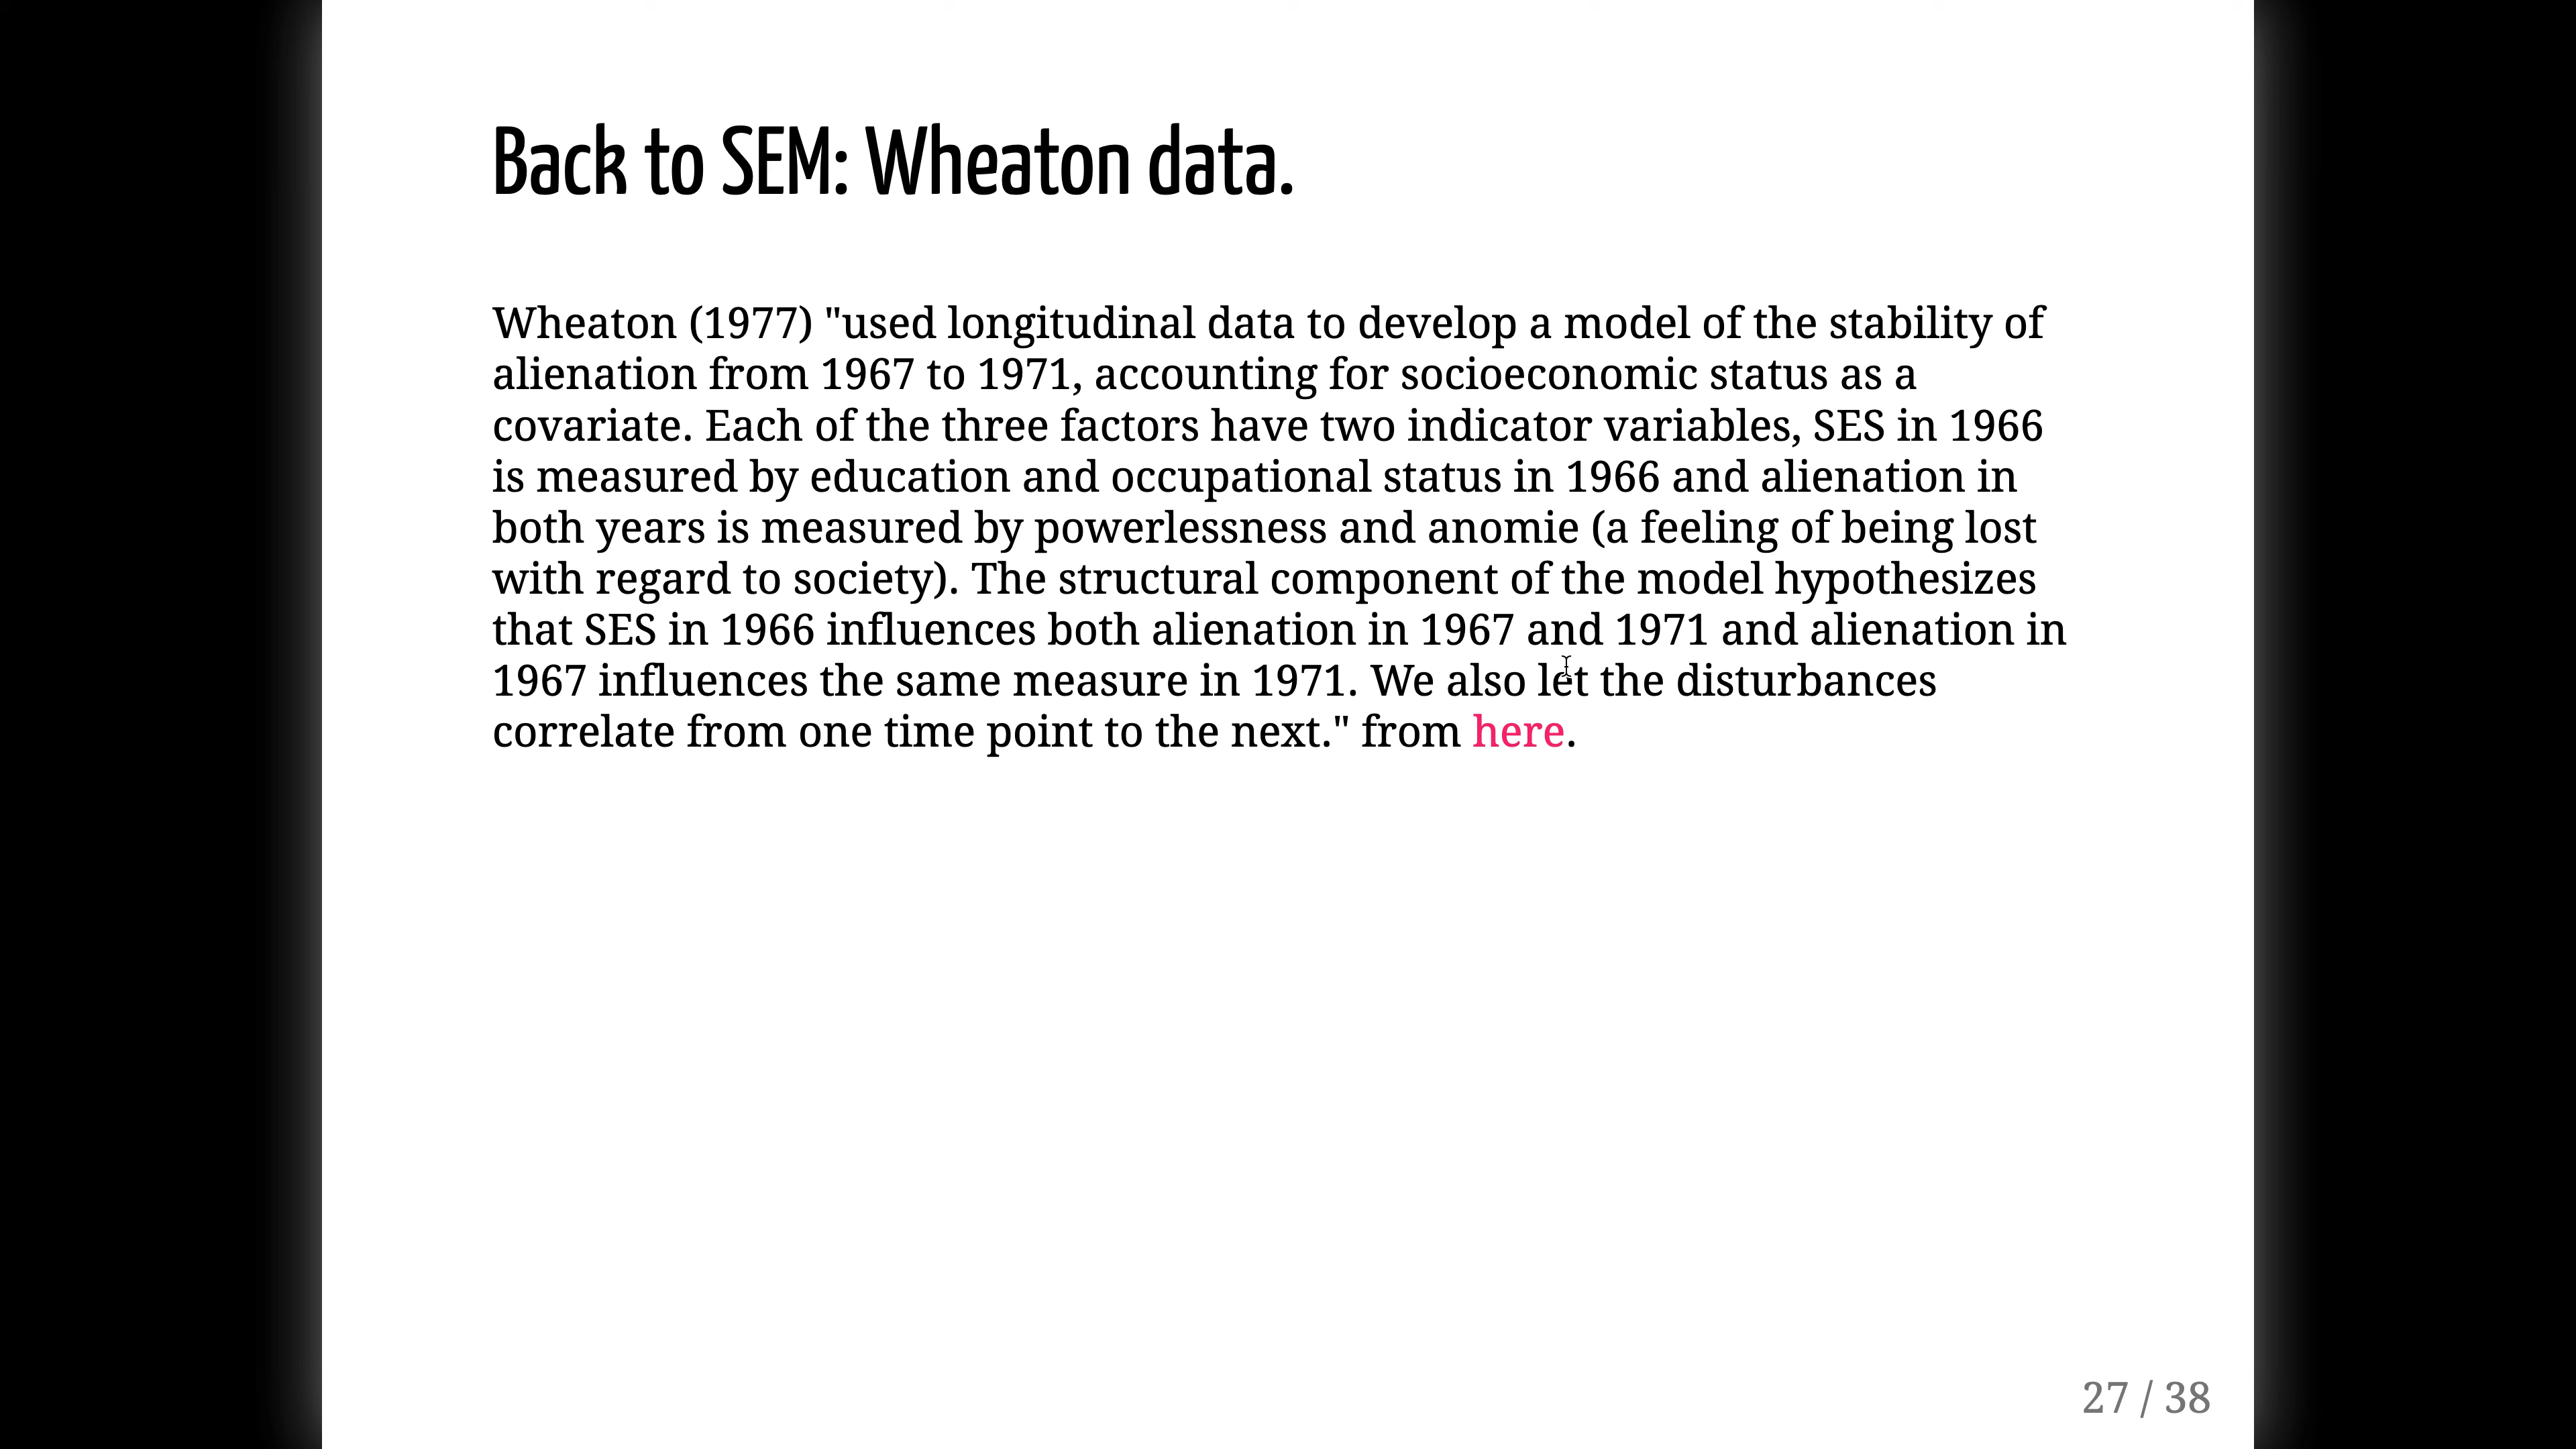 Back to SEM: Wheaton data.
Wheaton (1977) "used longitudinal data to develop a model of the stability of
alienation from 1967 to 1971, accounting for socioeconomic status as a
covariate. Each of the three factors have two indicator variables, SES in 1966
is measured by education and occupational status in 1966 and alienation in
both years is measured by powerlessness and anomie (a feeling of being lost
with regard to society). The structural component of the model hypothesizes
that SES in 1966 influences both alienation in 1967 and 1971 and alienation in
1967 influences the same measure in 1971. We also let the disturbances
correlate from one time point to the next." from here.
27 / 38